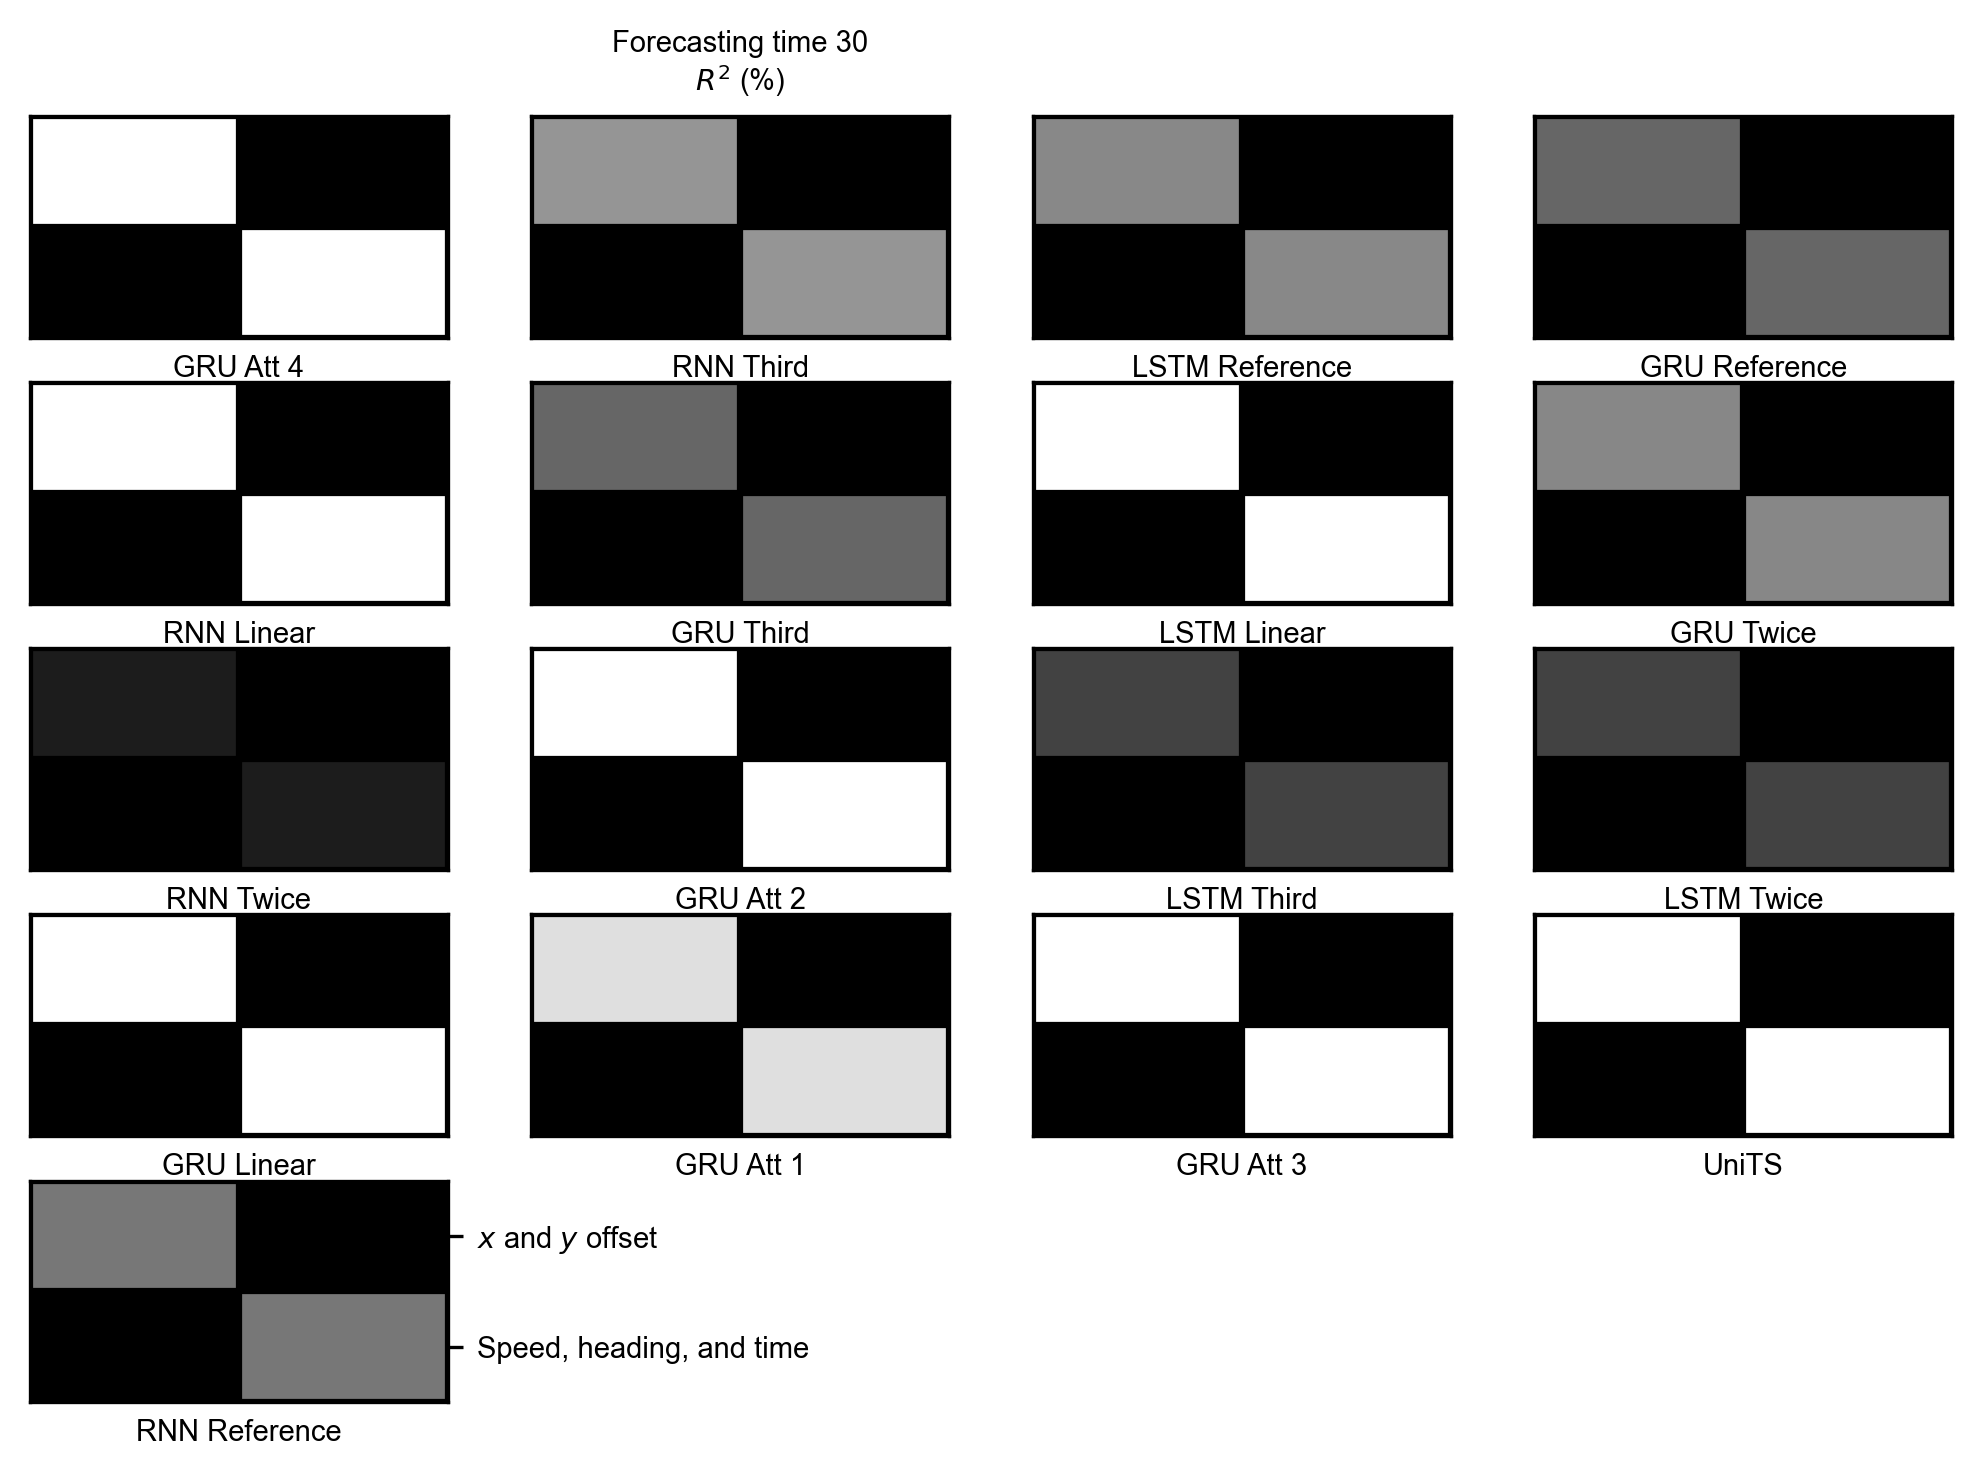 Forecasting time 30
R² (%)
GRU Att 4
RNN Third
LSTM Reference
GRU Reference
RNN Linear
GRU Third
LSTM Linear
GRU Twice
RNN Twice
GRU Att 2
LSTM Third
LSTM Twice
GRU Linear
GRU Att 1
GRU Att 3
UniTS
x and y offset
Speed, heading, and time
RNN Reference